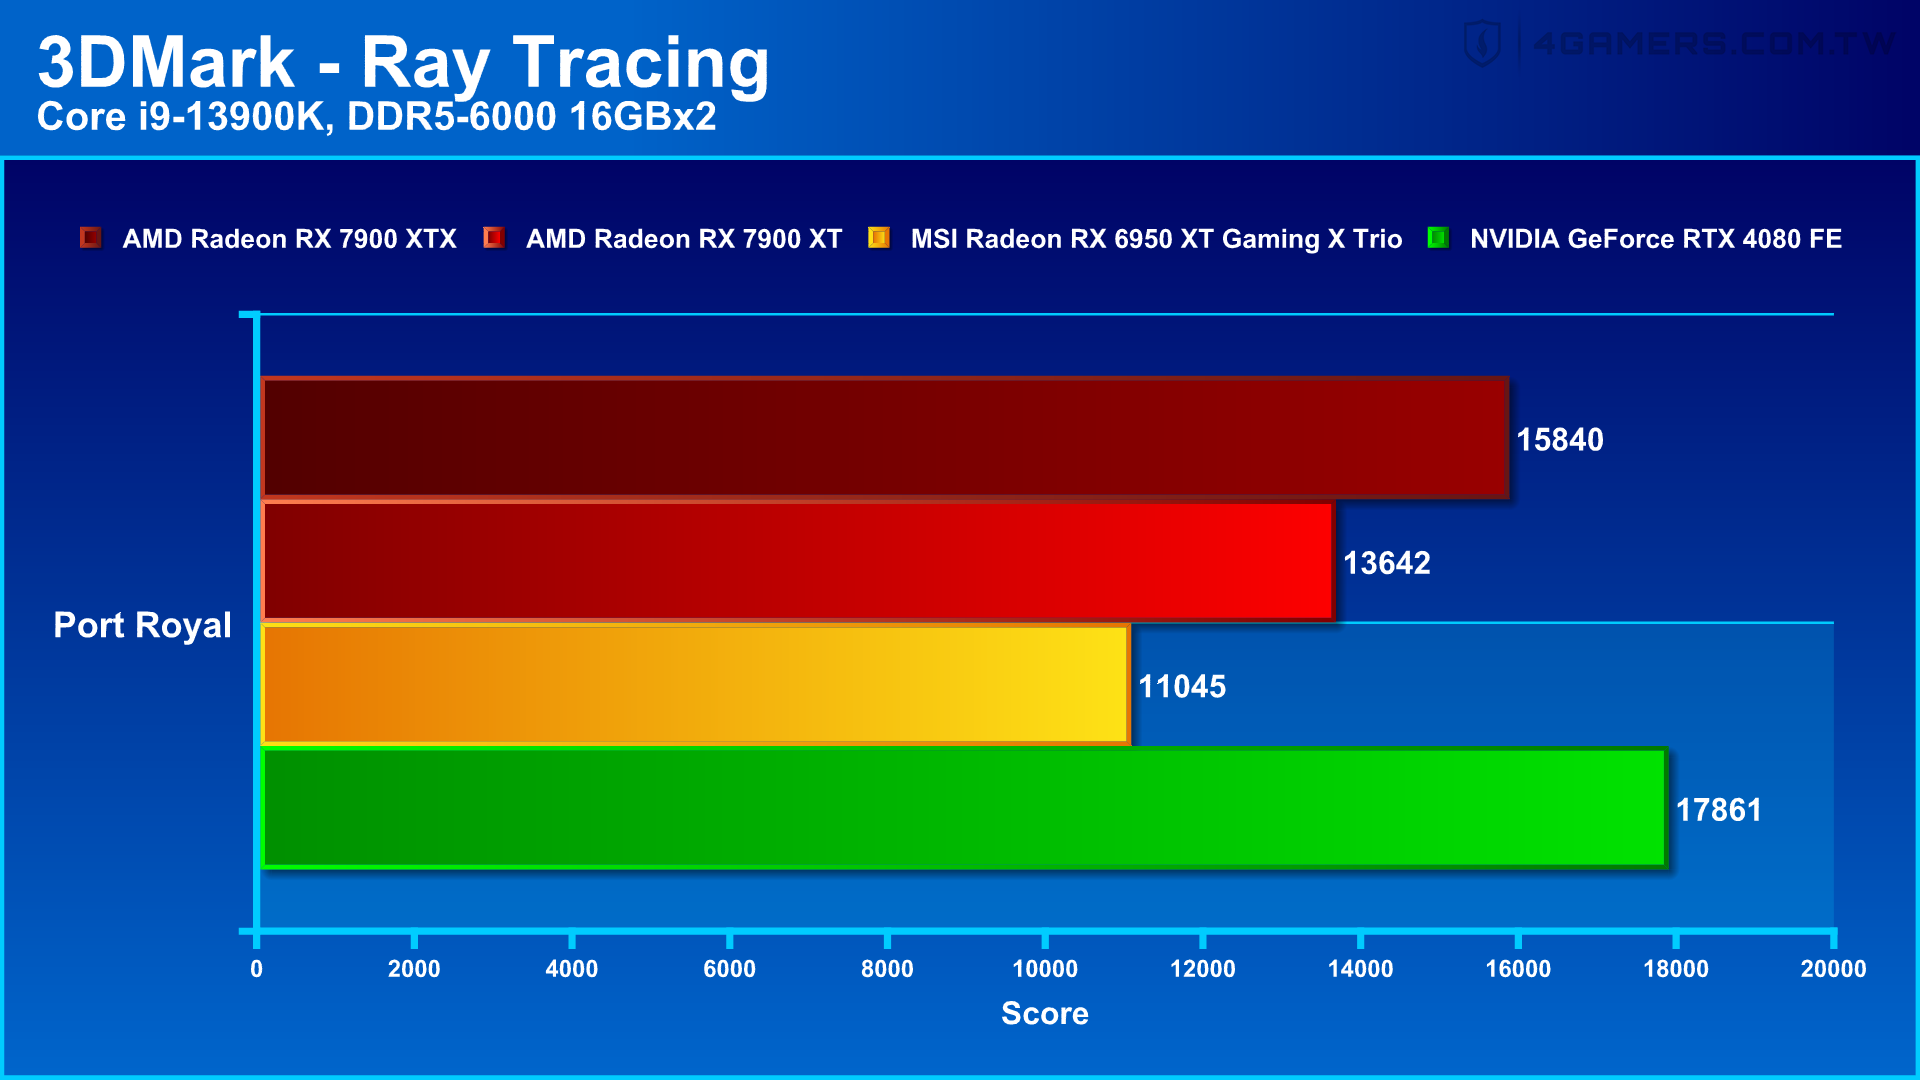 3DMark - Ray Tracing
4GAMERS.COM.TW
Core i9-13900K, DDR5-6000 16GBx2
AMD Radeon RX 7900 XTX AMD Radeon RX 7900 XT MSI Radeon RX 6950 XT Gaming X Trio NVIDIA GeForce RTX 4080 FE
15840
13642
Port Royal
11045
17861
0 2000 4000 6000 8000 10000 12000 14000 16000 18000 20000
Score